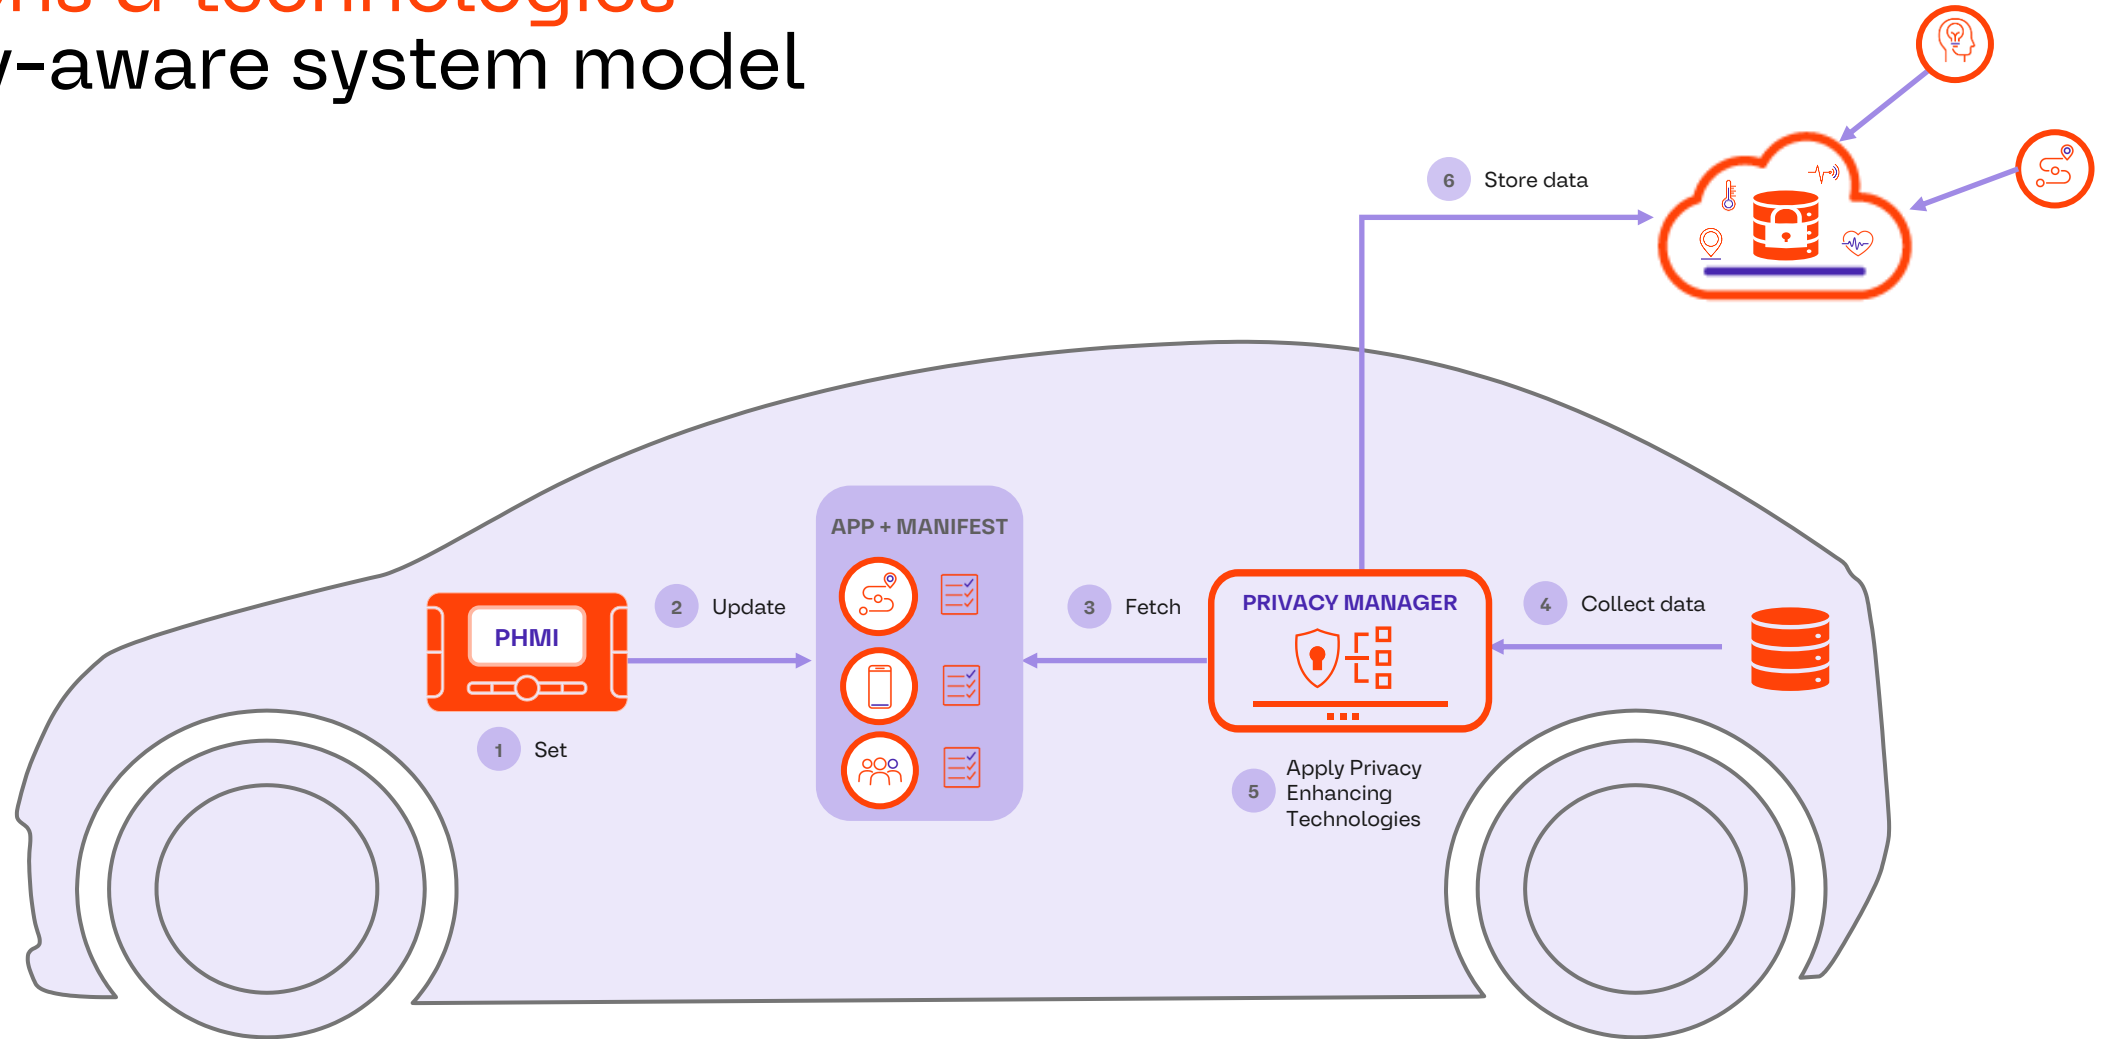 & technologies
y-aware system model
6 Store data
APP + MANIFEST
PRIVACY MANAGER
4 Collect data
2 Update
3 Fetch
PHMI
1 Set
5 Apply Privacy
Enhancing
Technologies